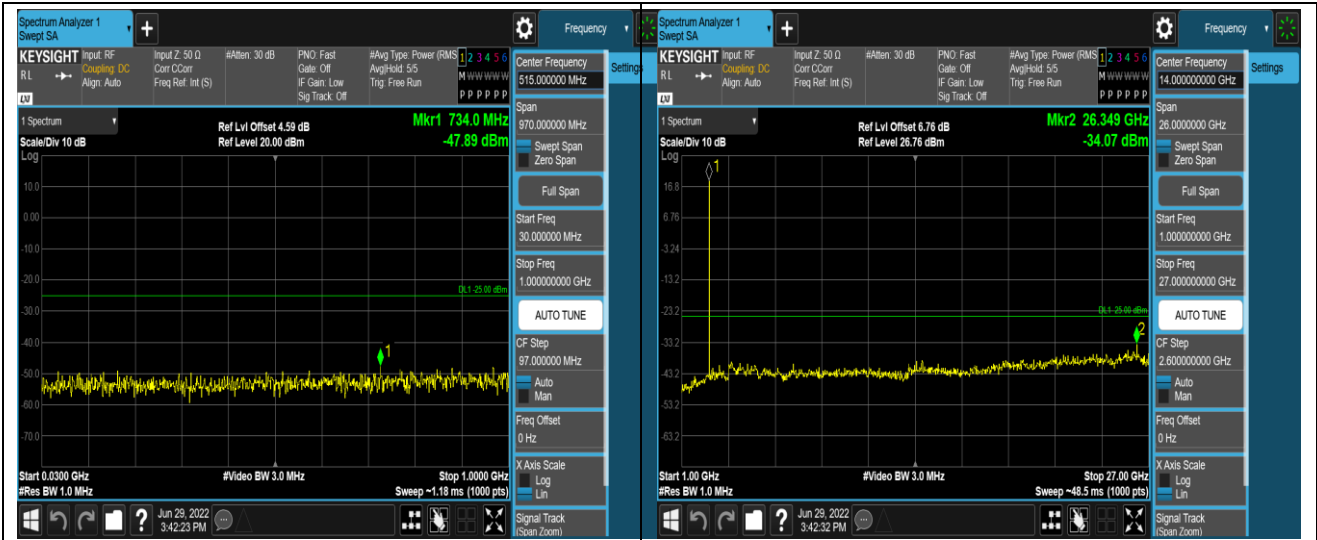 Spectrum Analyzer 1
Swept SA
+
Frequency
KEYSIGHT
Input: RF
Coupling: DC
Align: Auto
Input Z: 50 Ω
Corr CCorr
Freq Ref: Int (S)
#Atten: 30 dB
PNO: Fast
Gate: Off
IF Gain: Low
Sig Track: Off
#Avg Type: Power (RMS
Avg|Hold: 5/5
Trig: Free Run
1 2 3 4 5 6
M W W W W W
P P P P P P
RL
LXI
Center Frequency
515.000000 MHz
Settings
1 Spectrum
Ref Lvl Offset 4.59 dB
Mkr1 734.0 MHz
Scale/Div 10 dB
Ref Level 20.00 dBm
-47.89 dBm
Log
10.0
0.00
-10.0
-20.0
-30.0
-40.0
-50.0
-60.0
-70.0
DL1 -25.00 dBm
1
Start 0.0300 GHz
#Video BW 3.0 MHz
Stop 1.0000 GHz
#Res BW 1.0 MHz
Sweep ~1.18 ms (1000 pts)
Span
970.000000 MHz
Swept Span
Zero Span
Full Span
Start Freq
30.000000 MHz
Stop Freq
1.000000000 GHz
AUTO TUNE
CF Step
97.000000 MHz
Auto
Man
Freq Offset
0 Hz
X Axis Scale
Log
Lin
Signal Track
(Span Zoom)
?
Jun 29, 2022
3:42:23 PM
Spectrum Analyzer 1
Swept SA
+
Frequency
KEYSIGHT
Input: RF
Coupling: DC
Align: Auto
Input Z: 50 Ω
Corr CCorr
Freq Ref: Int (S)
#Atten: 30 dB
PNO: Fast
Gate: Off
IF Gain: Low
Sig Track: Off
#Avg Type: Power (RMS
Avg|Hold: 5/5
Trig: Free Run
1 2 3 4 5 6
M W W W W W
P P P P P P
RL
LXI
Center Frequency
14.000000000 GHz
Settings
1 Spectrum
Ref Lvl Offset 6.76 dB
Mkr2 26.349 GHz
Scale/Div 10 dB
Ref Level 26.76 dBm
-34.07 dBm
Log
16.8
6.76
-3.24
-13.2
-23.2
-33.2
-43.2
-53.2
-63.2
1
DL1 -25.00 dBm
2
Start 1.00 GHz
#Video BW 3.0 MHz
Stop 27.00 GHz
#Res BW 1.0 MHz
Sweep ~48.5 ms (1000 pts)
Span
26.0000000 GHz
Swept Span
Zero Span
Full Span
Start Freq
1.000000000 GHz
Stop Freq
27.000000000 GHz
AUTO TUNE
CF Step
2.600000000 GHz
Auto
Man
Freq Offset
0 Hz
X Axis Scale
Log
Lin
Signal Track
(Span Zoom)
?
Jun 29, 2022
3:42:32 PM